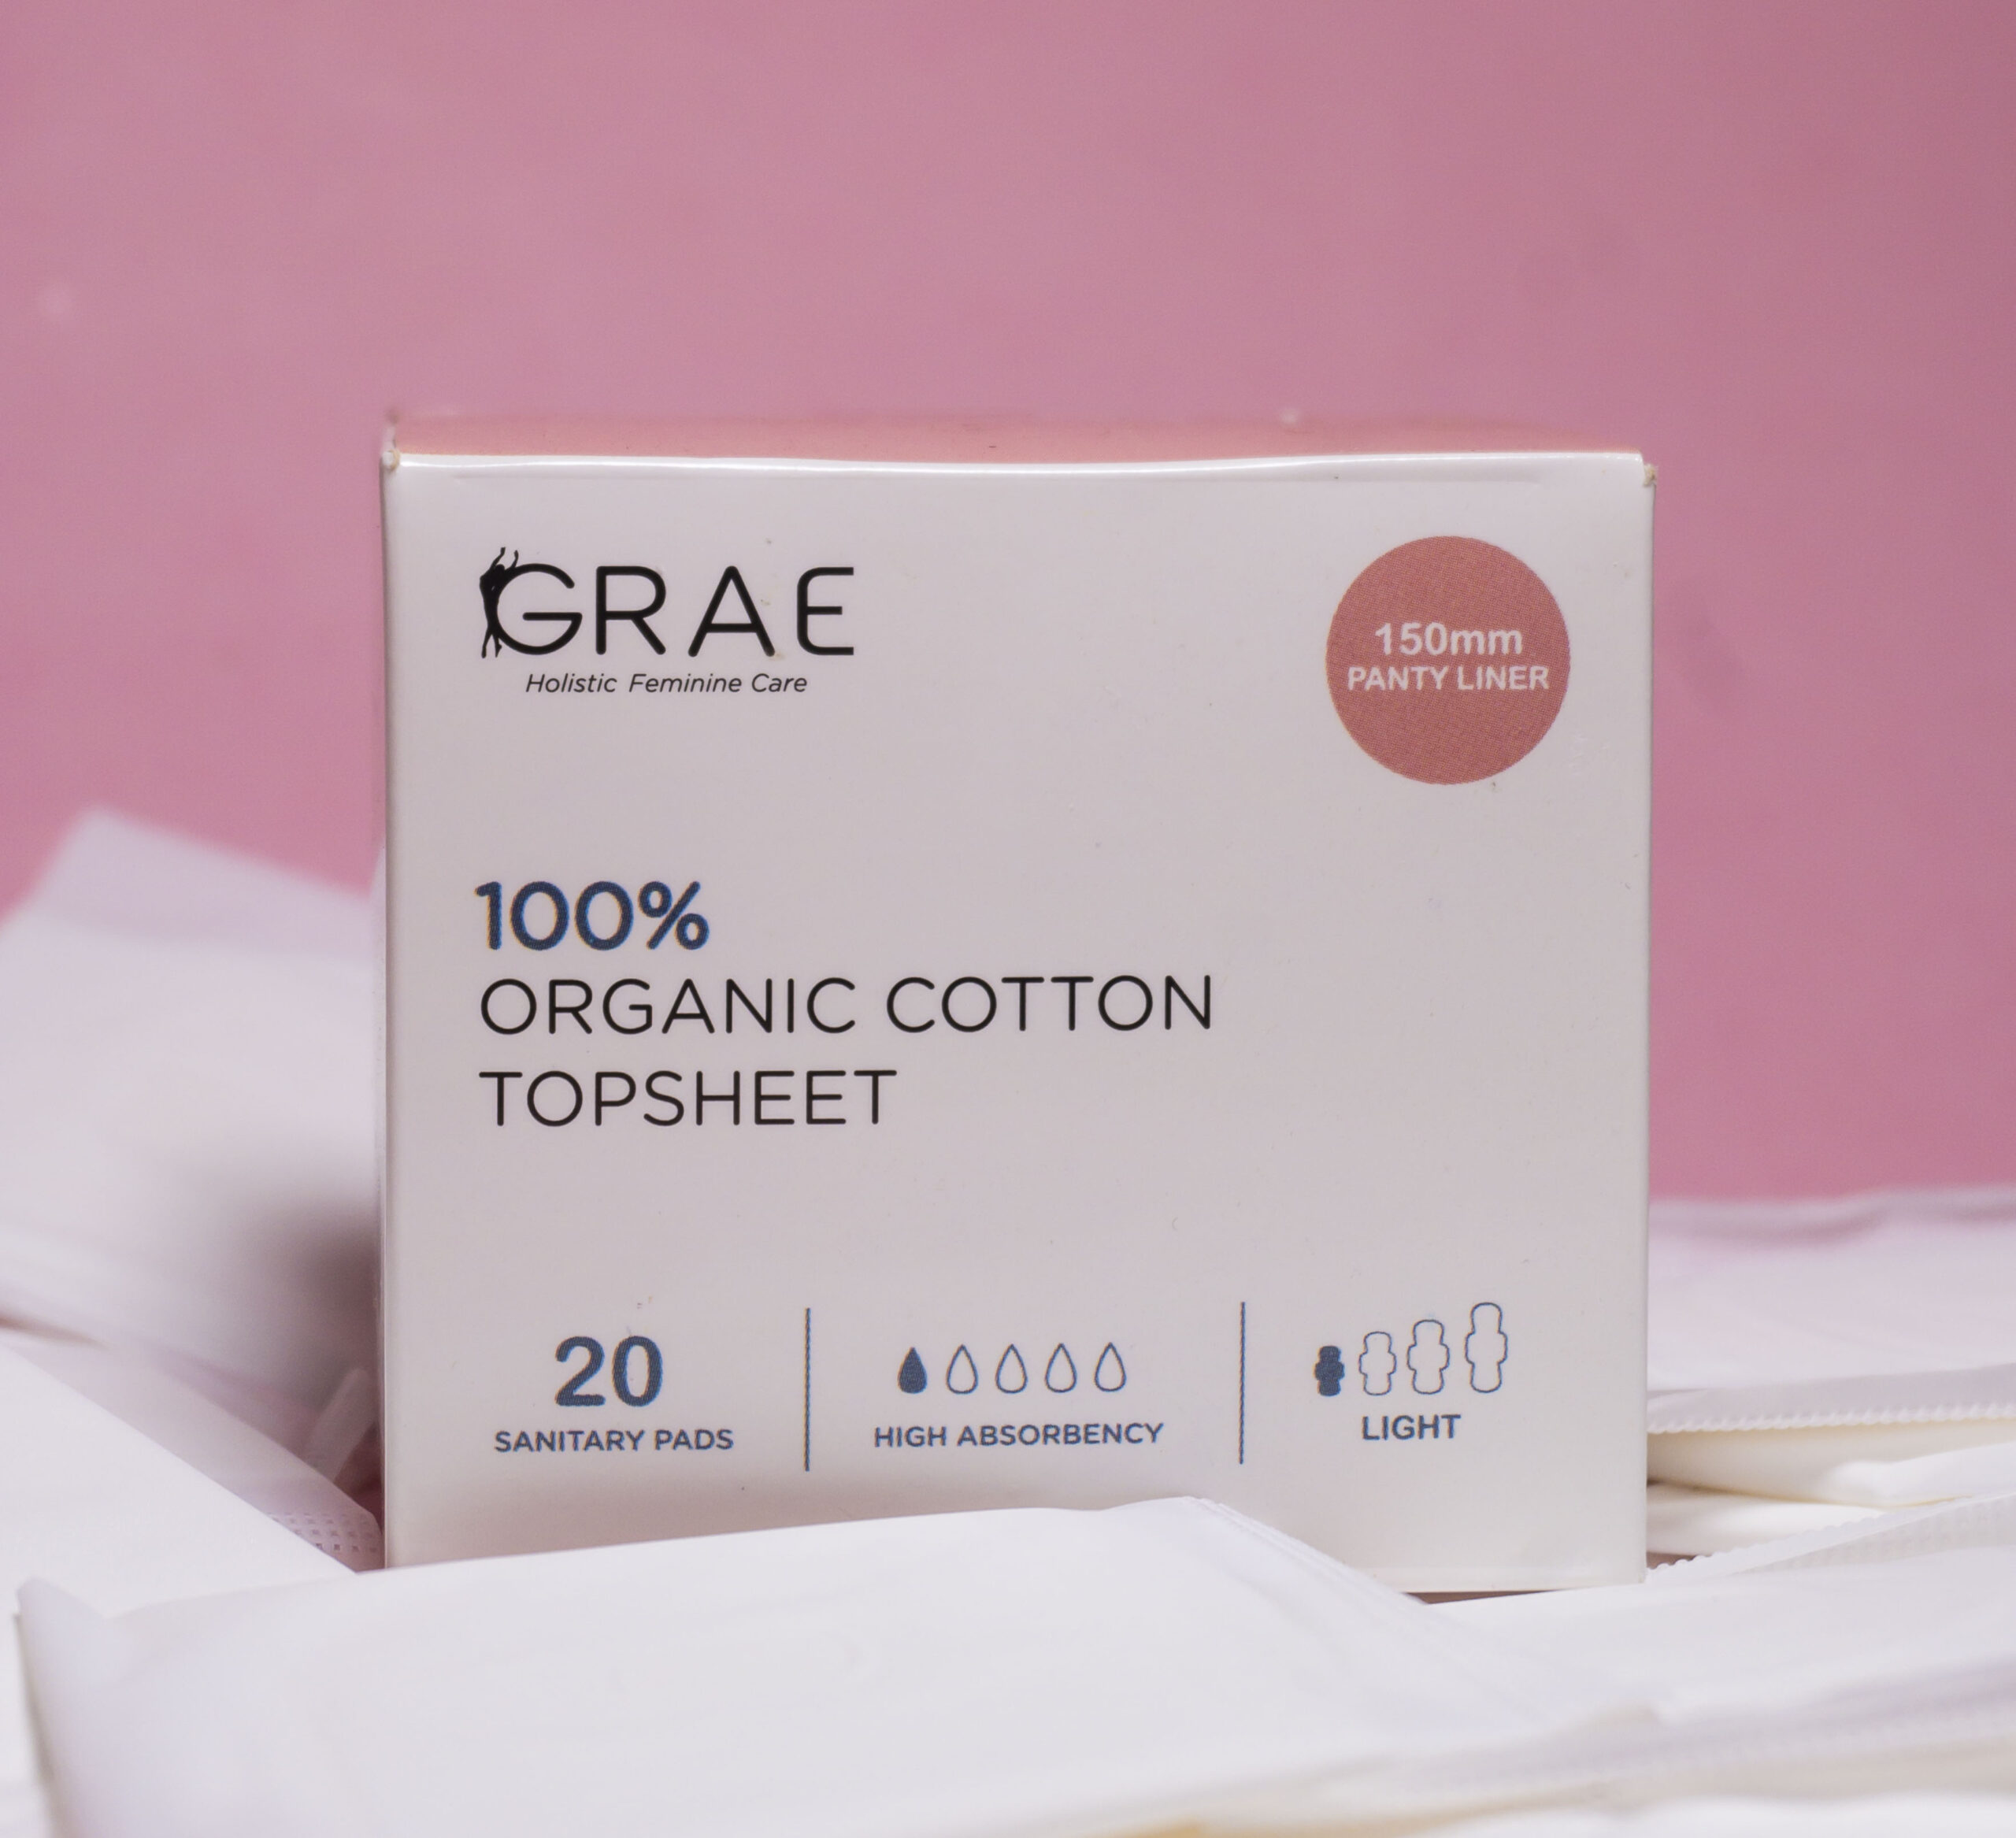 GRAE
Holistic Feminine Care
150mm
PANTY LINER
100%
ORGANIC COTTON
TOPSHEET
20
SANITARY PADS
HIGH ABSORBENCY
LIGHT